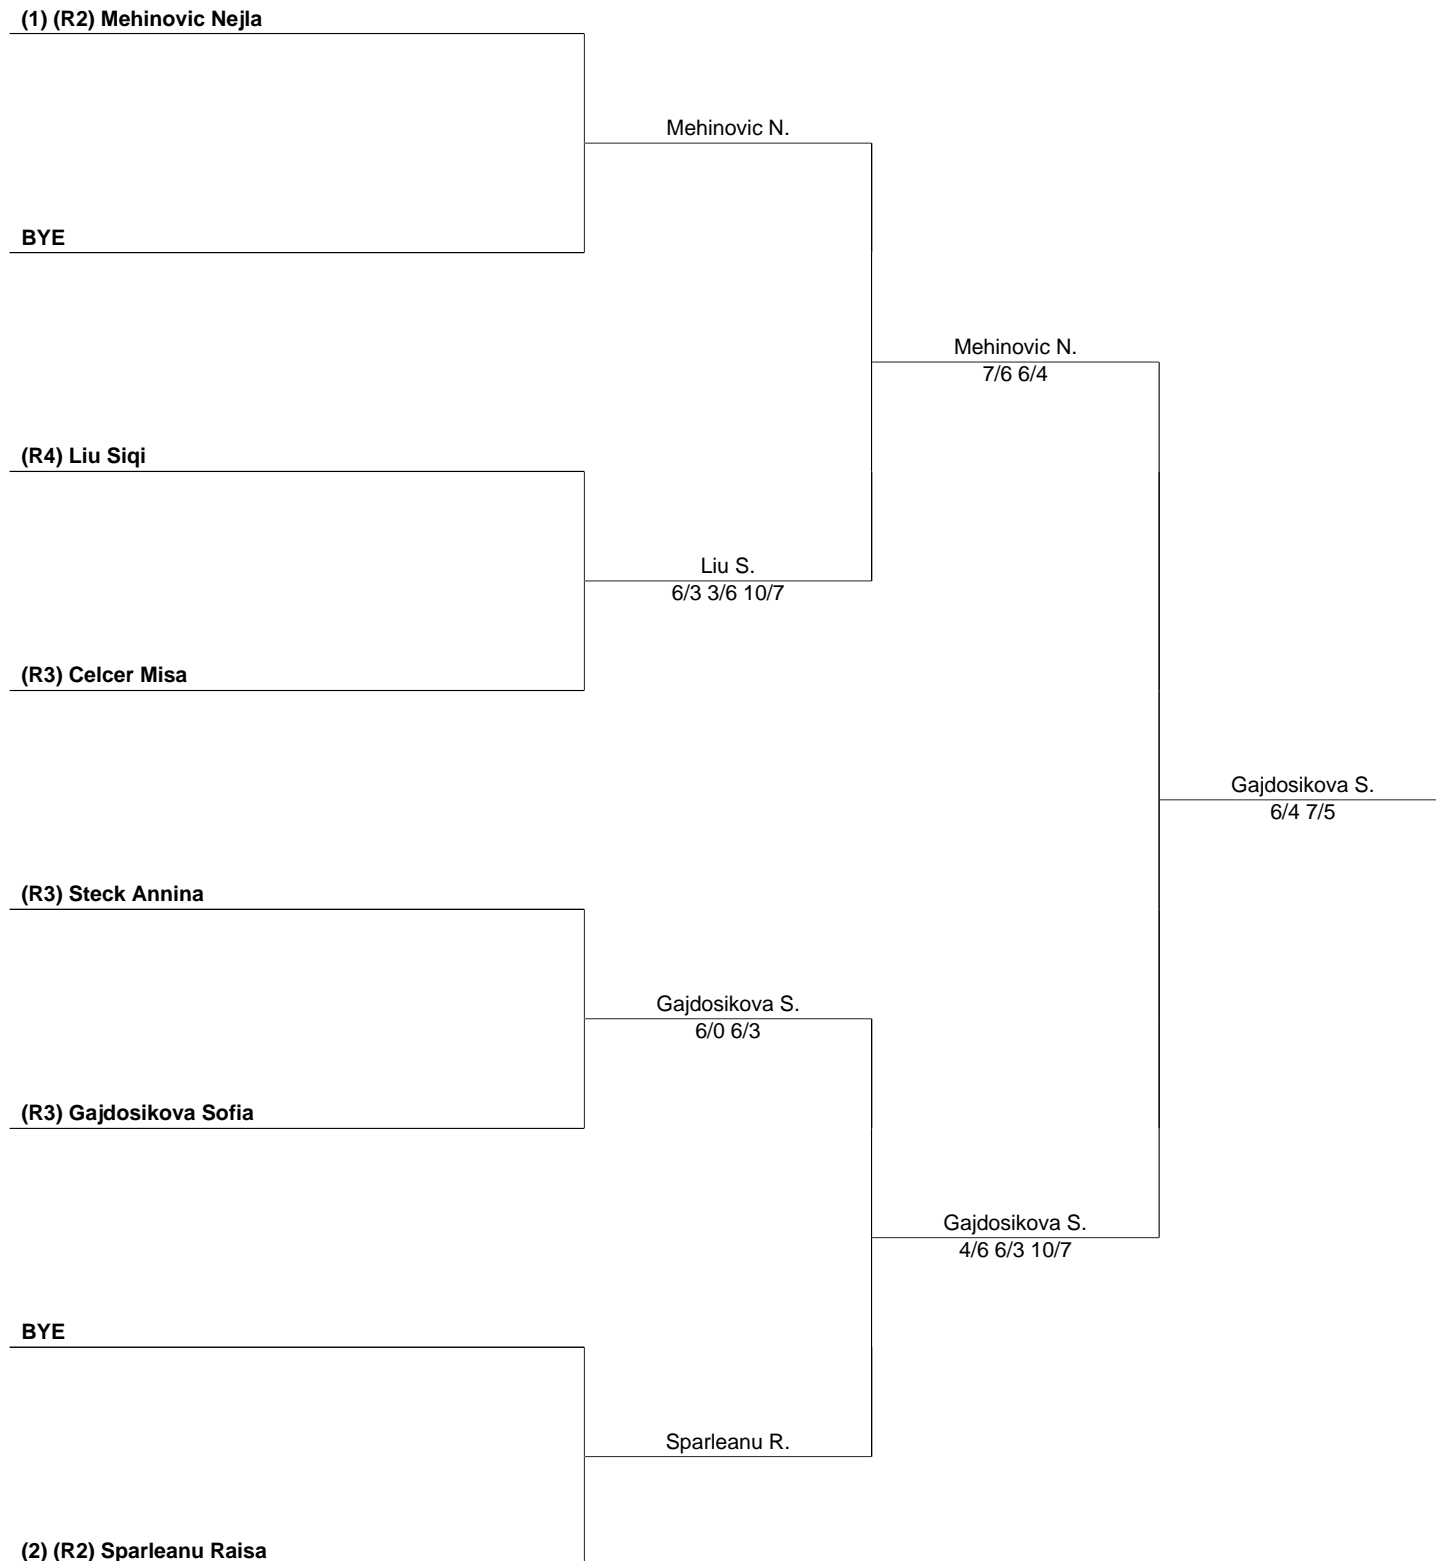 (1) (R2) Mehinovic Nejla
Mehinovic N.
BYE
Mehinovic N.
7/6 6/4
(R4) Liu Siqi
Liu S.
6/3 3/6 10/7
(R3) Celcer Misa
Gajdosikova S.
6/4 7/5
(R3) Steck Annina
Gajdosikova S.
6/0 6/3
(R3) Gajdosikova Sofia
Gajdosikova S.
4/6 6/3 10/7
BYE
Sparleanu R.
(2) (R2) Sparleanu Raisa